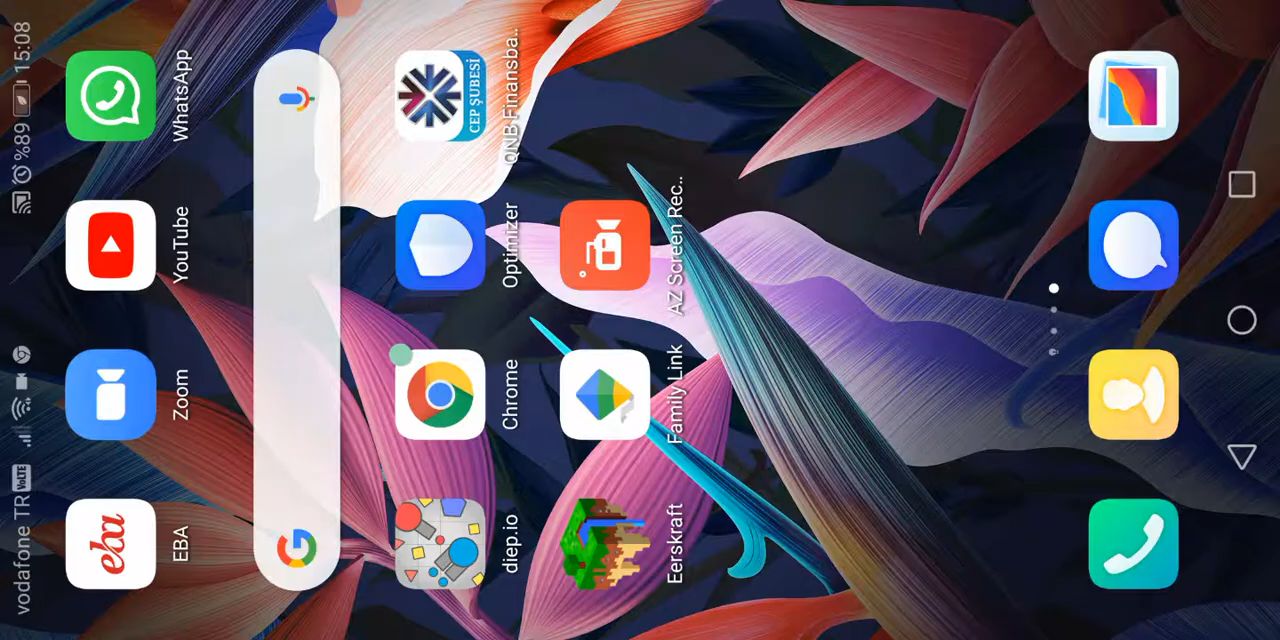 vodafone TR VoLTE %89 15:08
EBA Zoom YouTube WhatsApp
eba
G
CEP ŞUBESİ
diep.io Chrome Optimizer QNB Finansba..
Eerskraft Family Link AZ Screen Rec..